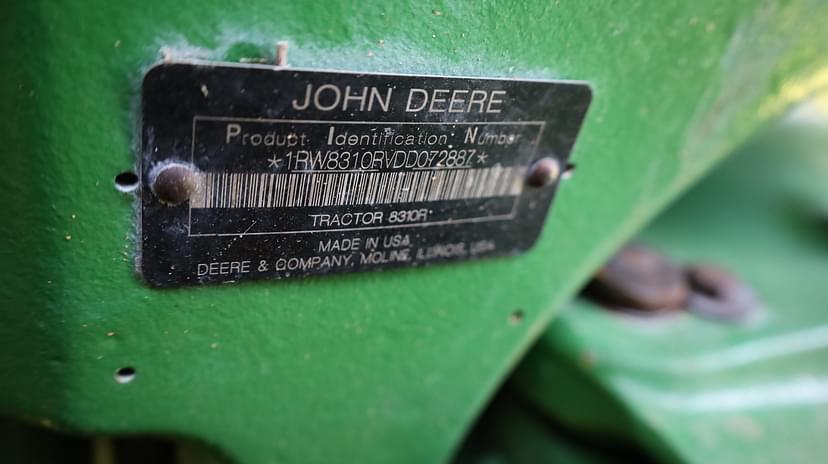 JOHN DEERE
Product Identification Number
*1RW8310RVDD072887*
TRACTOR 8310R
MADE IN USA
DEERE & COMPANY, MOLINE, ILLINOIS, USA